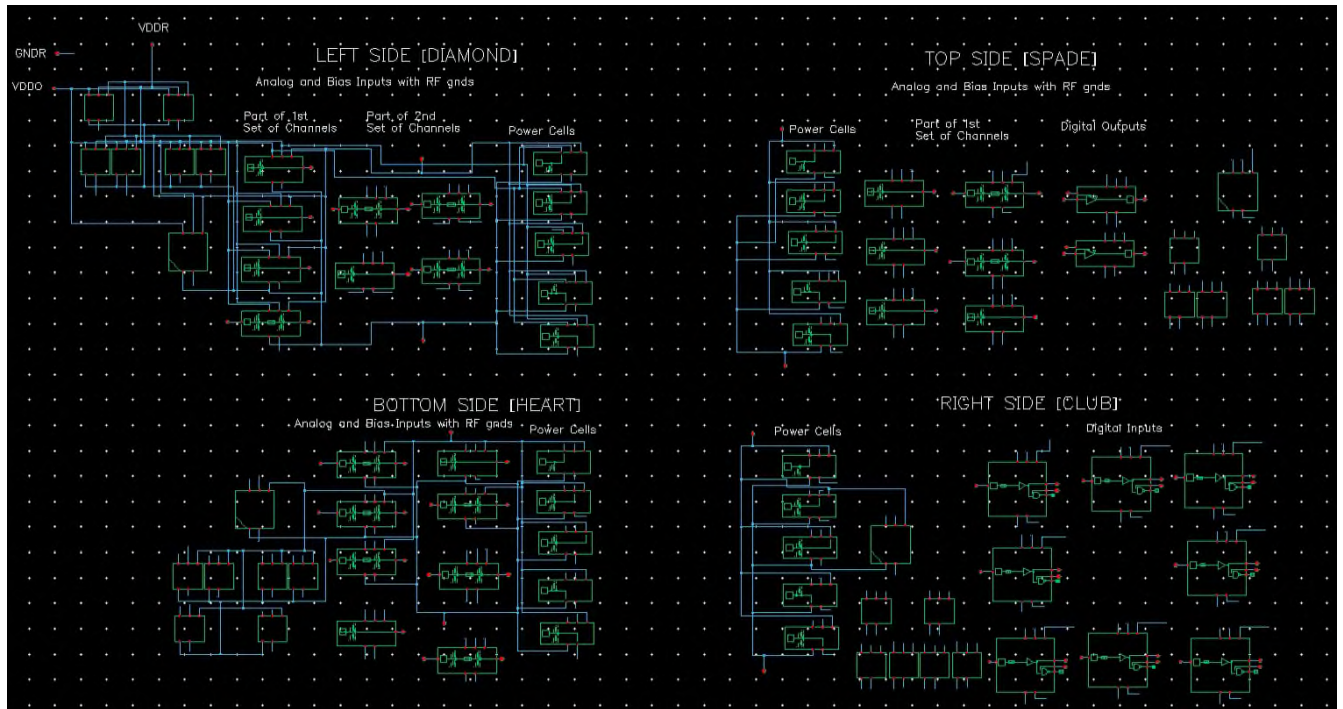 VDDR
GNDR
VDDO
LEFT SIDE [DIAMOND]
Analog and Bias Inputs with RF gnds
Part of 1st
Set of Channels
Part of 2nd
Set of Channels
Power Cells
TOP SIDE [SPADE]
Analog and Bias Inputs with RF gnds
Power Cells
Part of 1st
Set of Channels
Digital Outputs
BOTTOM SIDE [HEART]
Analog and Bias Inputs with RF gnds
Power Cells
RIGHT SIDE [CLUB]
Power Cells
Digital Inputs